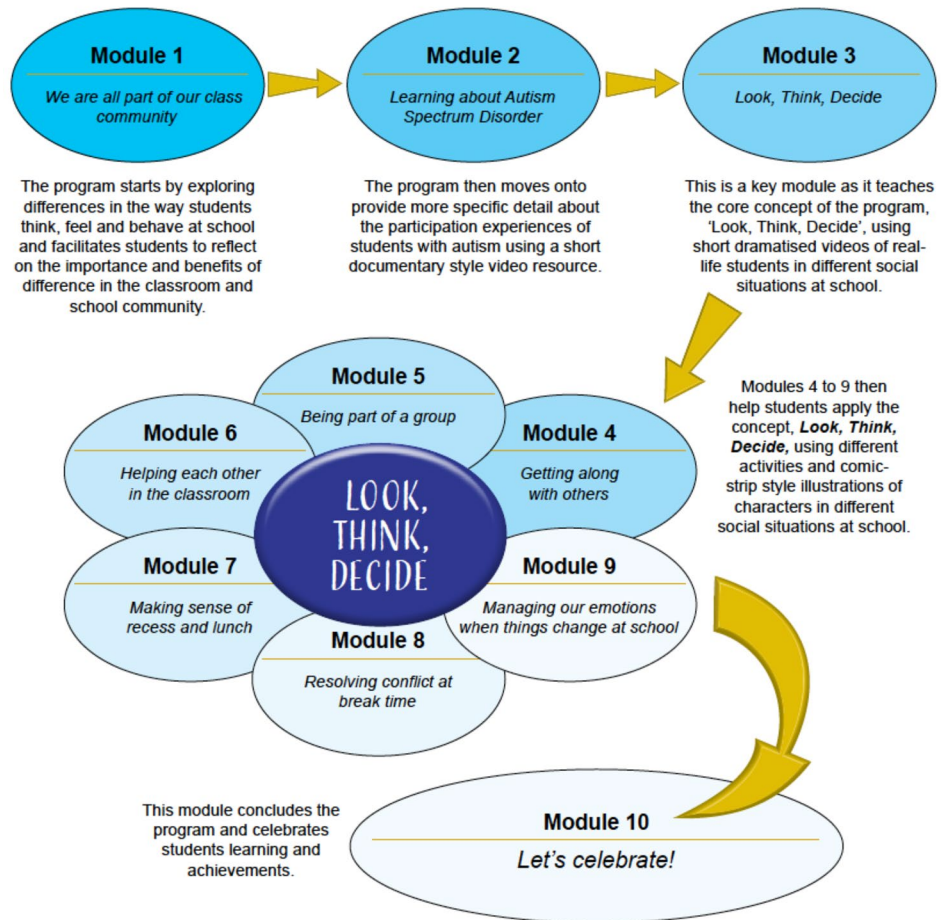 Module 1
We are all part of our class
community
Module 2
Learning about Autism
Spectrum Disorder
Module 3
Look, Think, Decide
The program starts by exploring
differences in the way students
think, feel and behave at school
and facilitates students to reflect
on the importance and benefits of
difference in the classroom and
school community.
The program then moves onto
provide more specific detail about
the participation experiences of
students with autism using a short
documentary style video resource.
This is a key module as it teaches
the core concept of the program,
‘Look, Think, Decide’, using
short dramatised videos of real-
life students in different social
situations at school.
Module 5
Being part of a group
Module 6
Helping each other
in the classroom
Module 4
Getting along
with others
Modules 4 to 9 then
help students apply the
concept, Look, Think,
Decide, using different
activities and comic-
strip style illustrations of
characters in different
social situations at school.
LOOK,
THINK,
DECIDE
Module 7
Making sense of
recess and lunch
Module 9
Managing our emotions
when things change at school
Module 8
Resolving conflict at
break time
This module concludes the
program and celebrates
students learning and
achievements.
Module 10
Let’s celebrate!